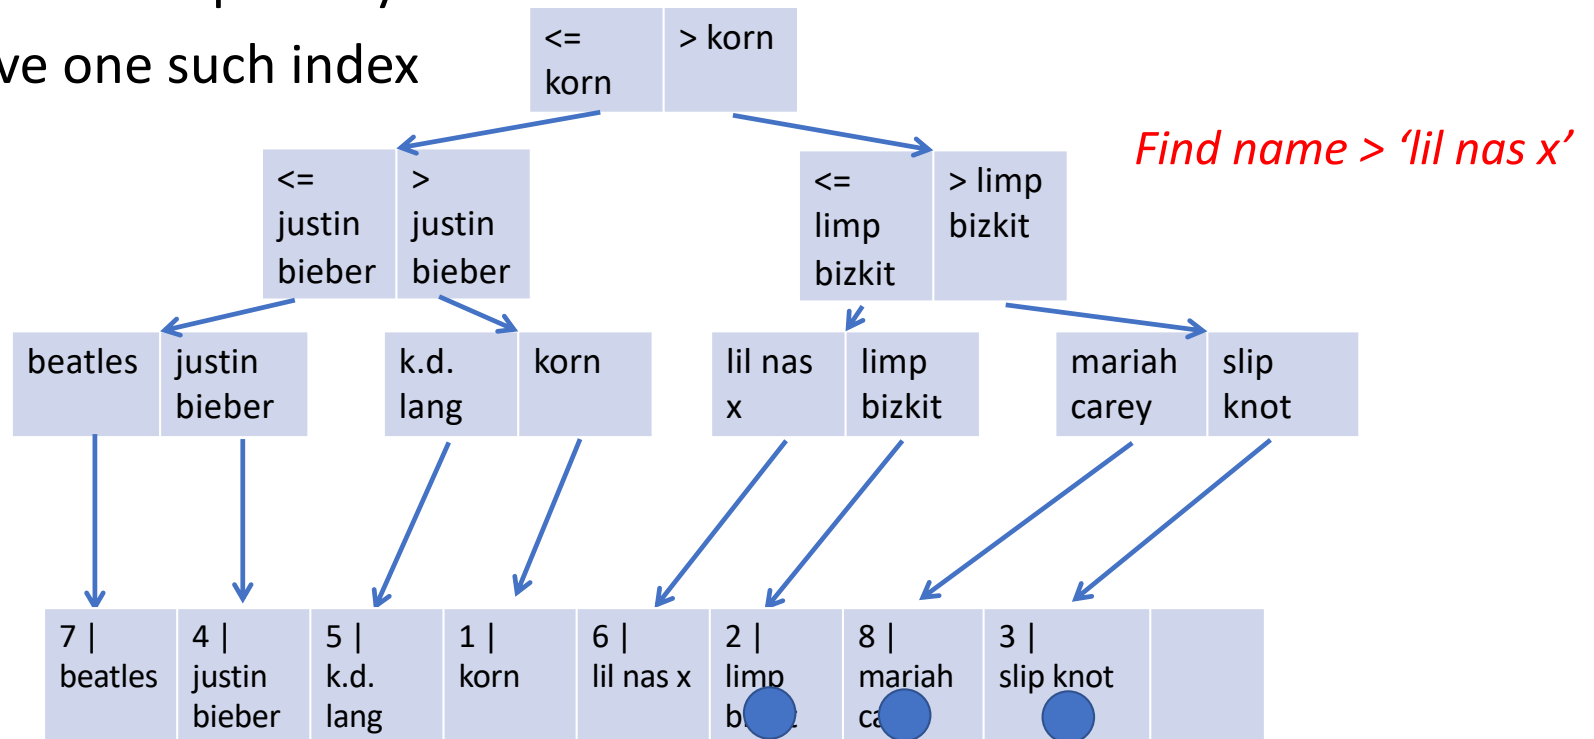 ve one such index
<=
korn
> korn
Find name > ‘lil nas x’
<=
justin
bieber
>
justin
bieber
<=
limp
bizkit
> limp
bizkit
beatles
justin
bieber
k.d.
lang
korn
lil nas
x
limp
bizkit
mariah
carey
slip
knot
7 |
beatles
4 |
justin
bieber
5 |
k.d.
lang
1 |
korn
6 |
lil nas x
2 |
limp
8 |
mariah
3 |
slip knot